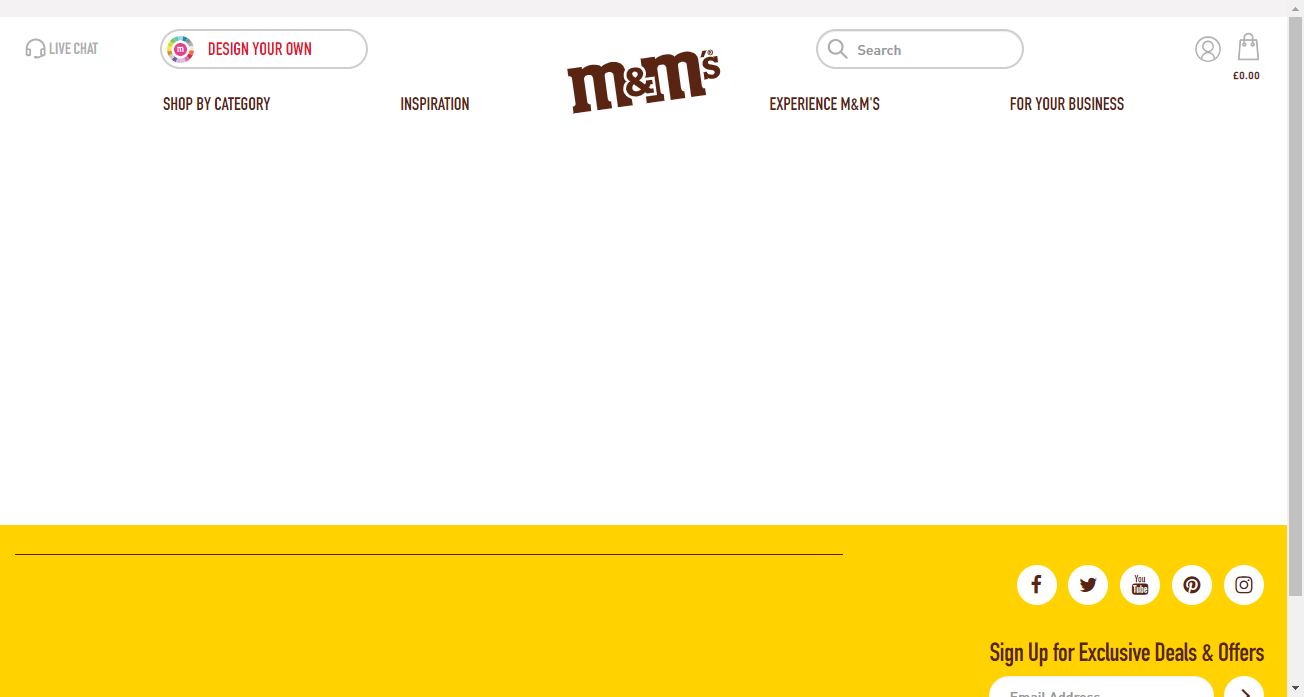 LIVE CHAT
DESIGN YOUR OWN
m&m's®
Search
£0.00
SHOP BY CATEGORY
INSPIRATION
EXPERIENCE M&M'S
FOR YOUR BUSINESS
You Tube
Sign Up for Exclusive Deals & Offers
Email Address